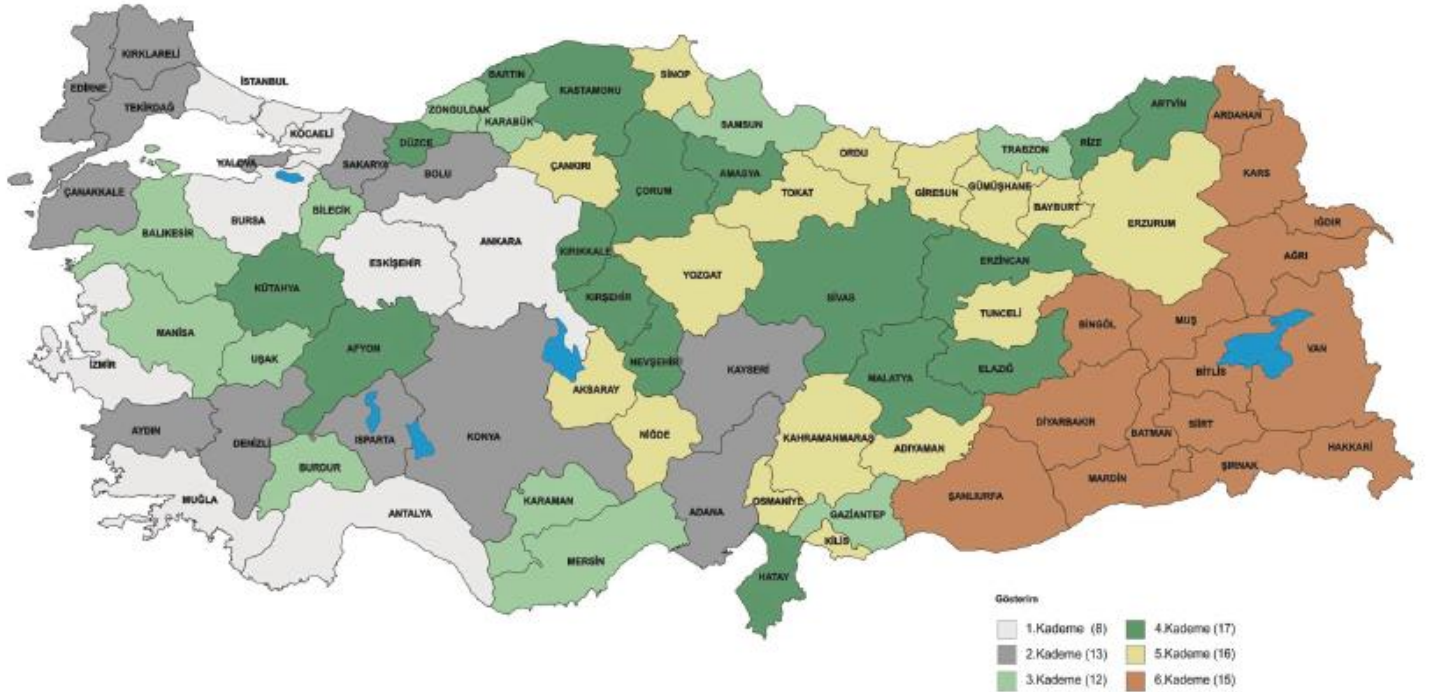 KIRKLARELİ
EDİRNE
TEKİRDAĞ
İSTANBUL
KOCAELİ
YALOVA
SAKARYA
DÜZCE
BOLU
ZONGULDAK
BARTIN
KARABÜK
KASTAMONU
SİNOP
SAMSUN
ÇANKIRI
ÇORUM
AMASYA
TOKAT
ORDU
GİRESUN
GÜMÜŞHANE
TRABZON
BAYBURT
RİZE
ARTVİN
ARDAHAN
KARS
IĞDIR
AĞRI
ERZURUM
ERZİNCAN
ÇANAKKALE
BALIKESİR
BURSA
BİLECİK
ESKİŞEHİR
ANKARA
KIRIKKALE
KIRŞEHİR
YOZGAT
SİVAS
TUNCELİ
BİNGÖL
MUŞ
BİTLİS
VAN
KÜTAHYA
MANİSA
UŞAK
AFYON
İZMİR
AYDIN
DENİZLİ
ISPARTA
BURDUR
MUĞLA
ANTALYA
KONYA
AKSARAY
NEVŞEHİR
KAYSERİ
NİĞDE
KARAMAN
MERSİN
ADANA
OSMANİYE
HATAY
KAHRAMANMARAŞ
MALATYA
ELAZIĞ
ADIYAMAN
GAZİANTEP
KİLİS
ŞANLIURFA
DİYARBAKIR
BATMAN
SİİRT
MARDİN
ŞIRNAK
HAKKARİ
Gösterim
1.Kademe (8)
4.Kademe (17)
2.Kademe (13)
5.Kademe (16)
3.Kademe (12)
6.Kademe (15)